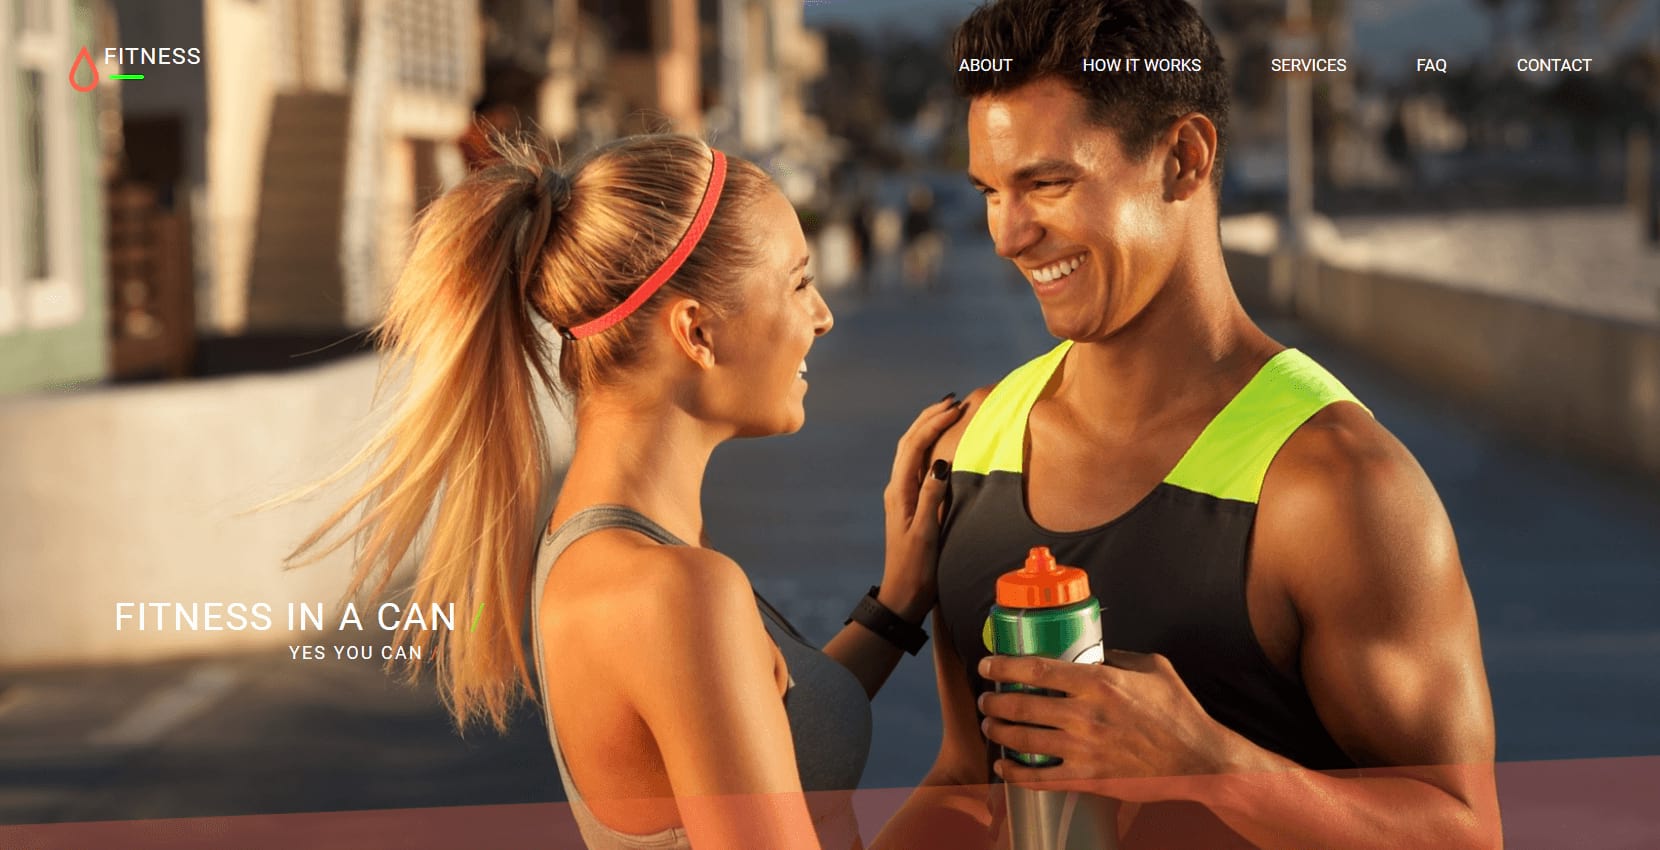 FITNESS
ABOUT HOW IT WORKS SERVICES FAQ CONTACT
FITNESS IN A CAN /
YES YOU CAN